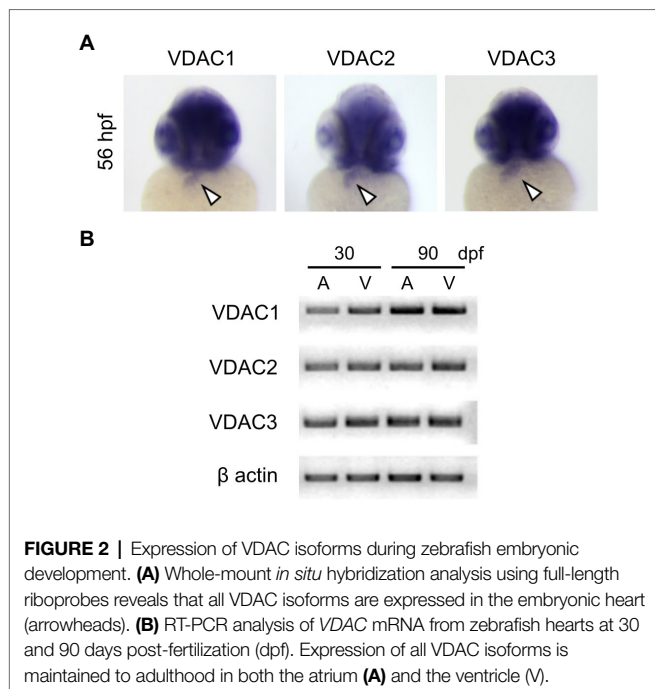 A
VDAC1 VDAC2 VDAC3
56 hpf
B
30 90 dpf
A V A V
VDAC1
VDAC2
VDAC3
β actin
FIGURE 2 | Expression of VDAC isoforms during zebrafish embryonic
development. (A) Whole-mount in situ hybridization analysis using full-length
riboprobes reveals that all VDAC isoforms are expressed in the embryonic heart
(arrowheads). (B) RT-PCR analysis of VDAC mRNA from zebrafish hearts at 30
and 90 days post-fertilization (dpf). Expression of all VDAC isoforms is
maintained to adulthood in both the atrium (A) and the ventricle (V).